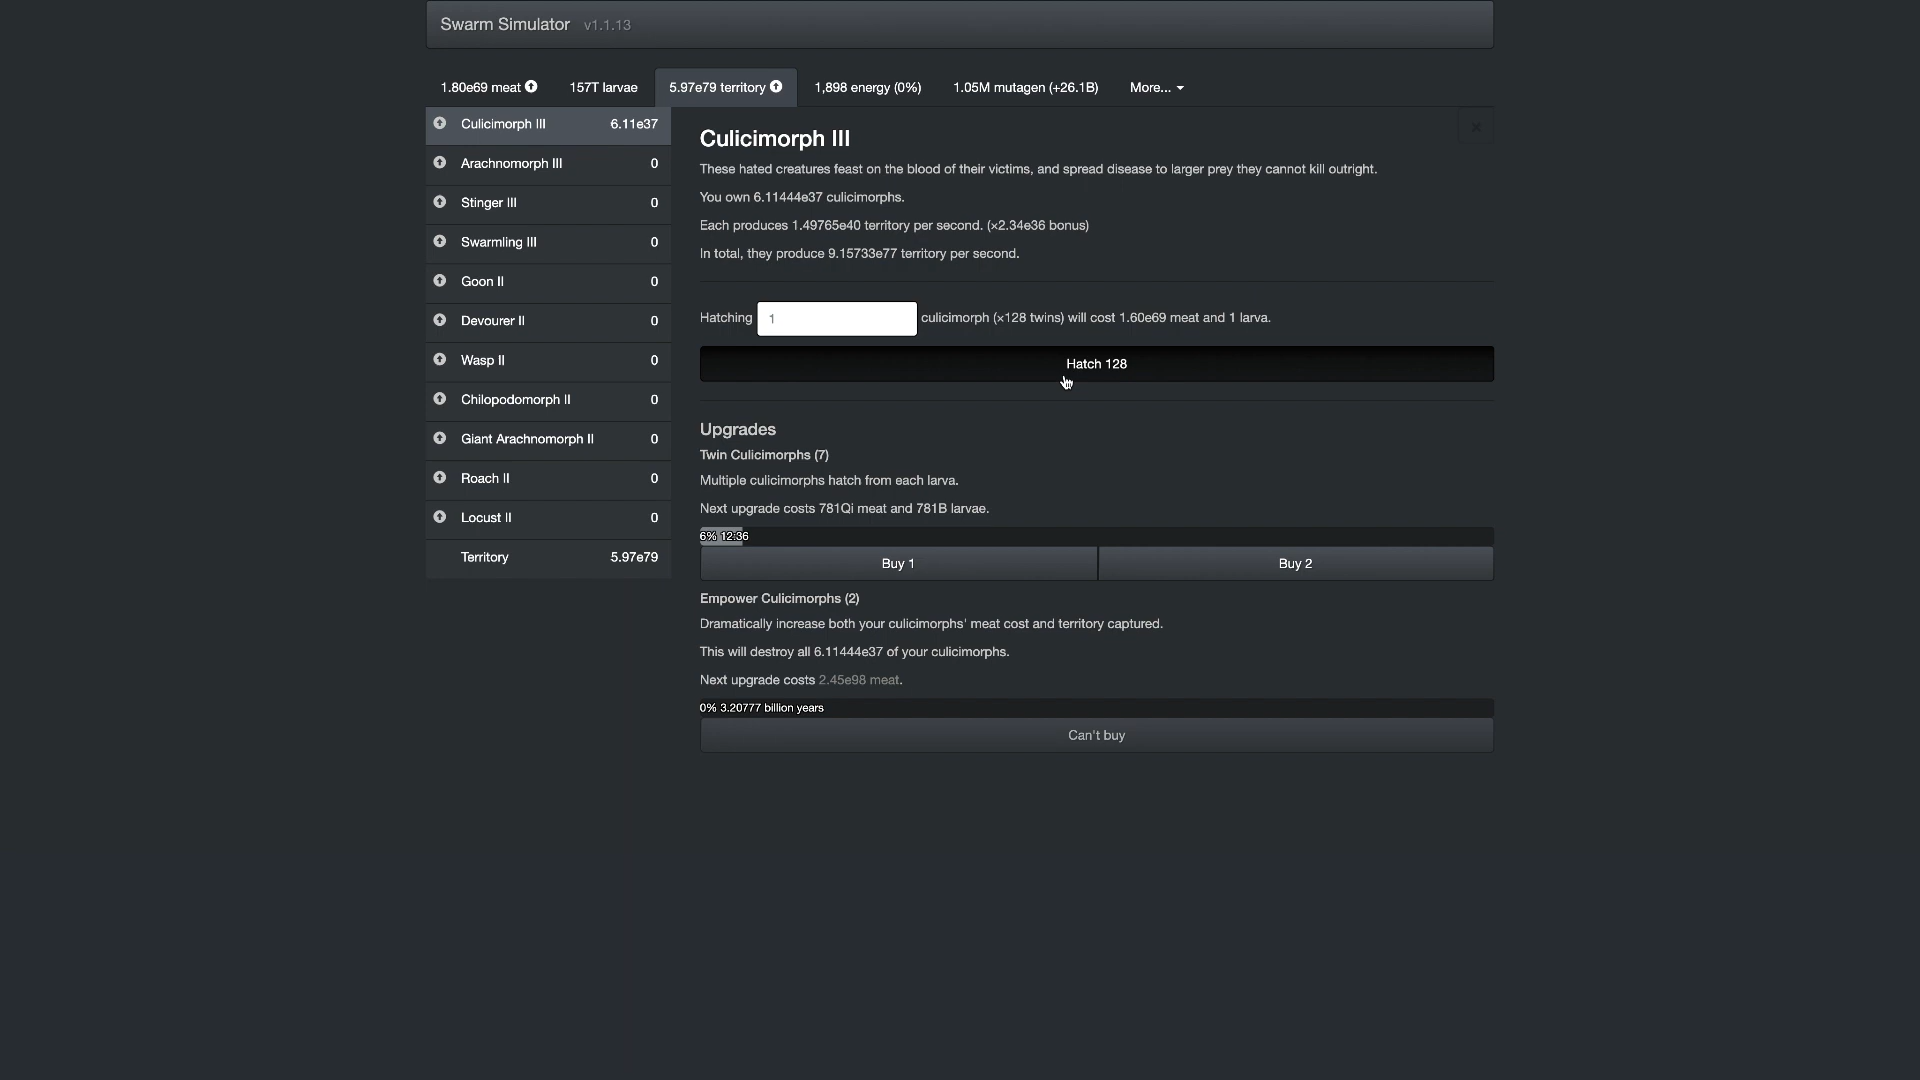 Swarm Simulator v1.1.13
1.80e69 meat 157T larvae 5.97e79 territory 1,898 energy (0%) 1.05M mutagen (+26.1B) More...
Culicimorph III 6.11e37
Arachnomorph III 0
Stinger III 0
Swarmling III 0
Goon II 0
Devourer II 0
Wasp II 0
Chilopodomorph II 0
Giant Arachnomorph II 0
Roach II 0
Locust II 0
Territory 5.97e79
Culicimorph III
These hated creatures feast on the blood of their victims, and spread disease to larger prey they cannot kill outright.
You own 6.11444e37 culicimorphs.
Each produces 1.49765e40 territory per second. (×2.34e36 bonus)
In total, they produce 9.15733e77 territory per second.
Hatching 1 culicimorph (×128 twins) will cost 1.60e69 meat and 1 larva.
Hatch 128
Upgrades
Twin Culicimorphs (7)
Multiple culicimorphs hatch from each larva.
Next upgrade costs 781Qi meat and 781B larvae.
6% 12:36
Buy 1 Buy 2
Empower Culicimorphs (2)
Dramatically increase both your culicimorphs' meat cost and territory captured.
This will destroy all 6.11444e37 of your culicimorphs.
Next upgrade costs 2.45e98 meat.
0% 3.20777 billion years
Can't buy